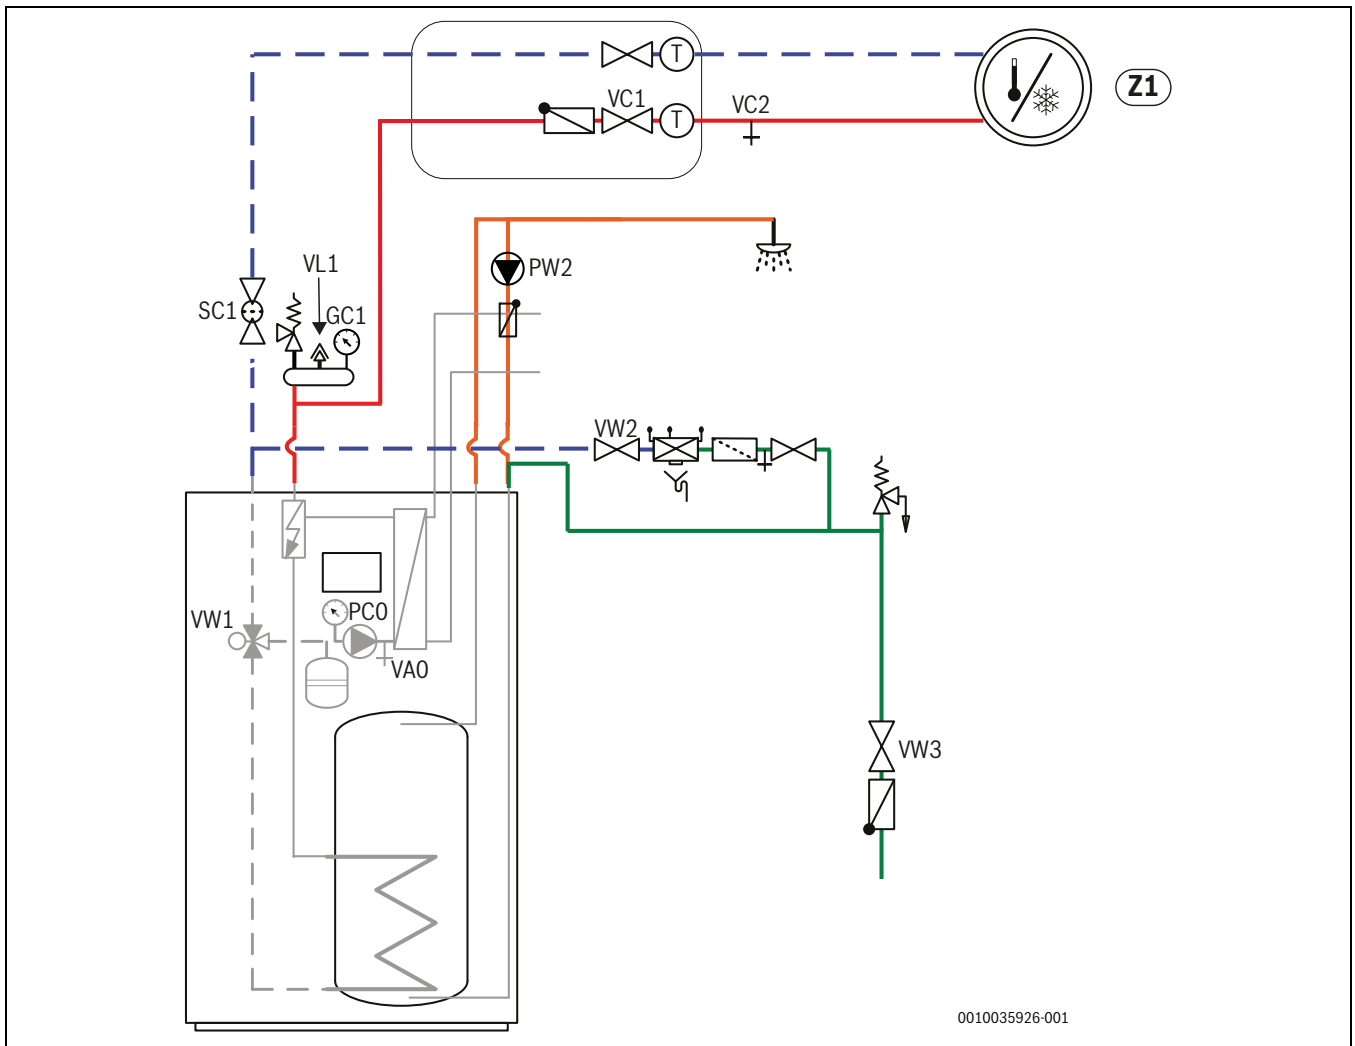 T
Z1
VC1
VC2
T
VL1
PW2
SC1
GC1
VW2
VW1
PC0
VA0
VW3
0010035926-001